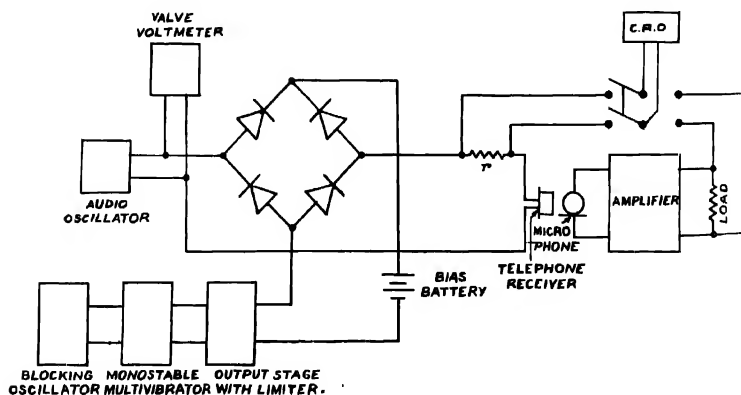 VALVE
VOLTMETER
C.R.O
AUDIO
OSCILLATOR
r
AMPLIFIER
LOAD
MICRO
PHONE
TELEPHONE
RECEIVER
BIAS
BATTERY
BLOCKING MONOSTABLE OUTPUT STAGE
OSCILLATOR MULTIVIBRATOR WITH LIMITER.